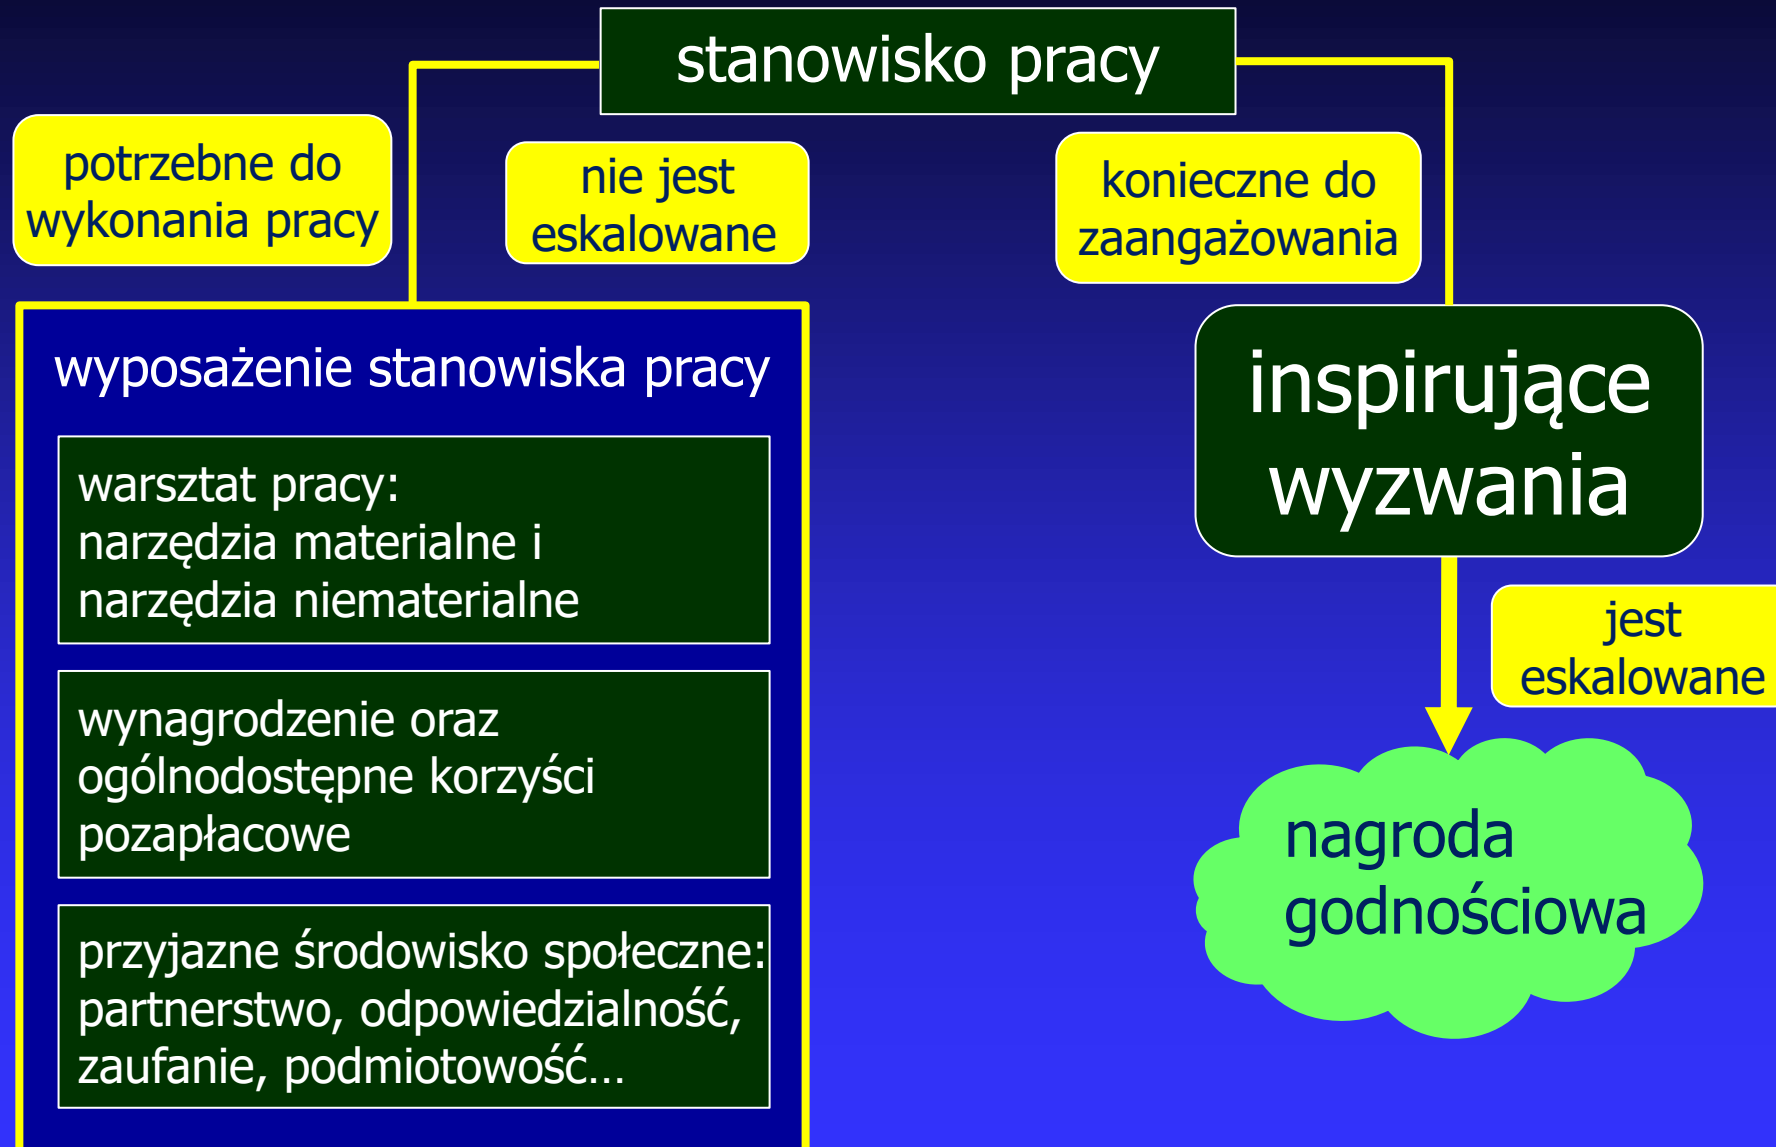 stanowisko pracy
potrzebne do
wykonania pracy
nie jest
eskalowane
konieczne do
zaangażowania
wyposażenie stanowiska pracy
warsztat pracy:
narzędzia materialne i
narzędzia niematerialne
wynagrodzenie oraz
ogólnodostępne korzyści
pozapłacowe
przyjazne środowisko społeczne:
partnerstwo, odpowiedzialność,
zaufanie, podmiotowość…
inspirujące
wyzwania
jest
eskalowane
nagroda
godnościowa